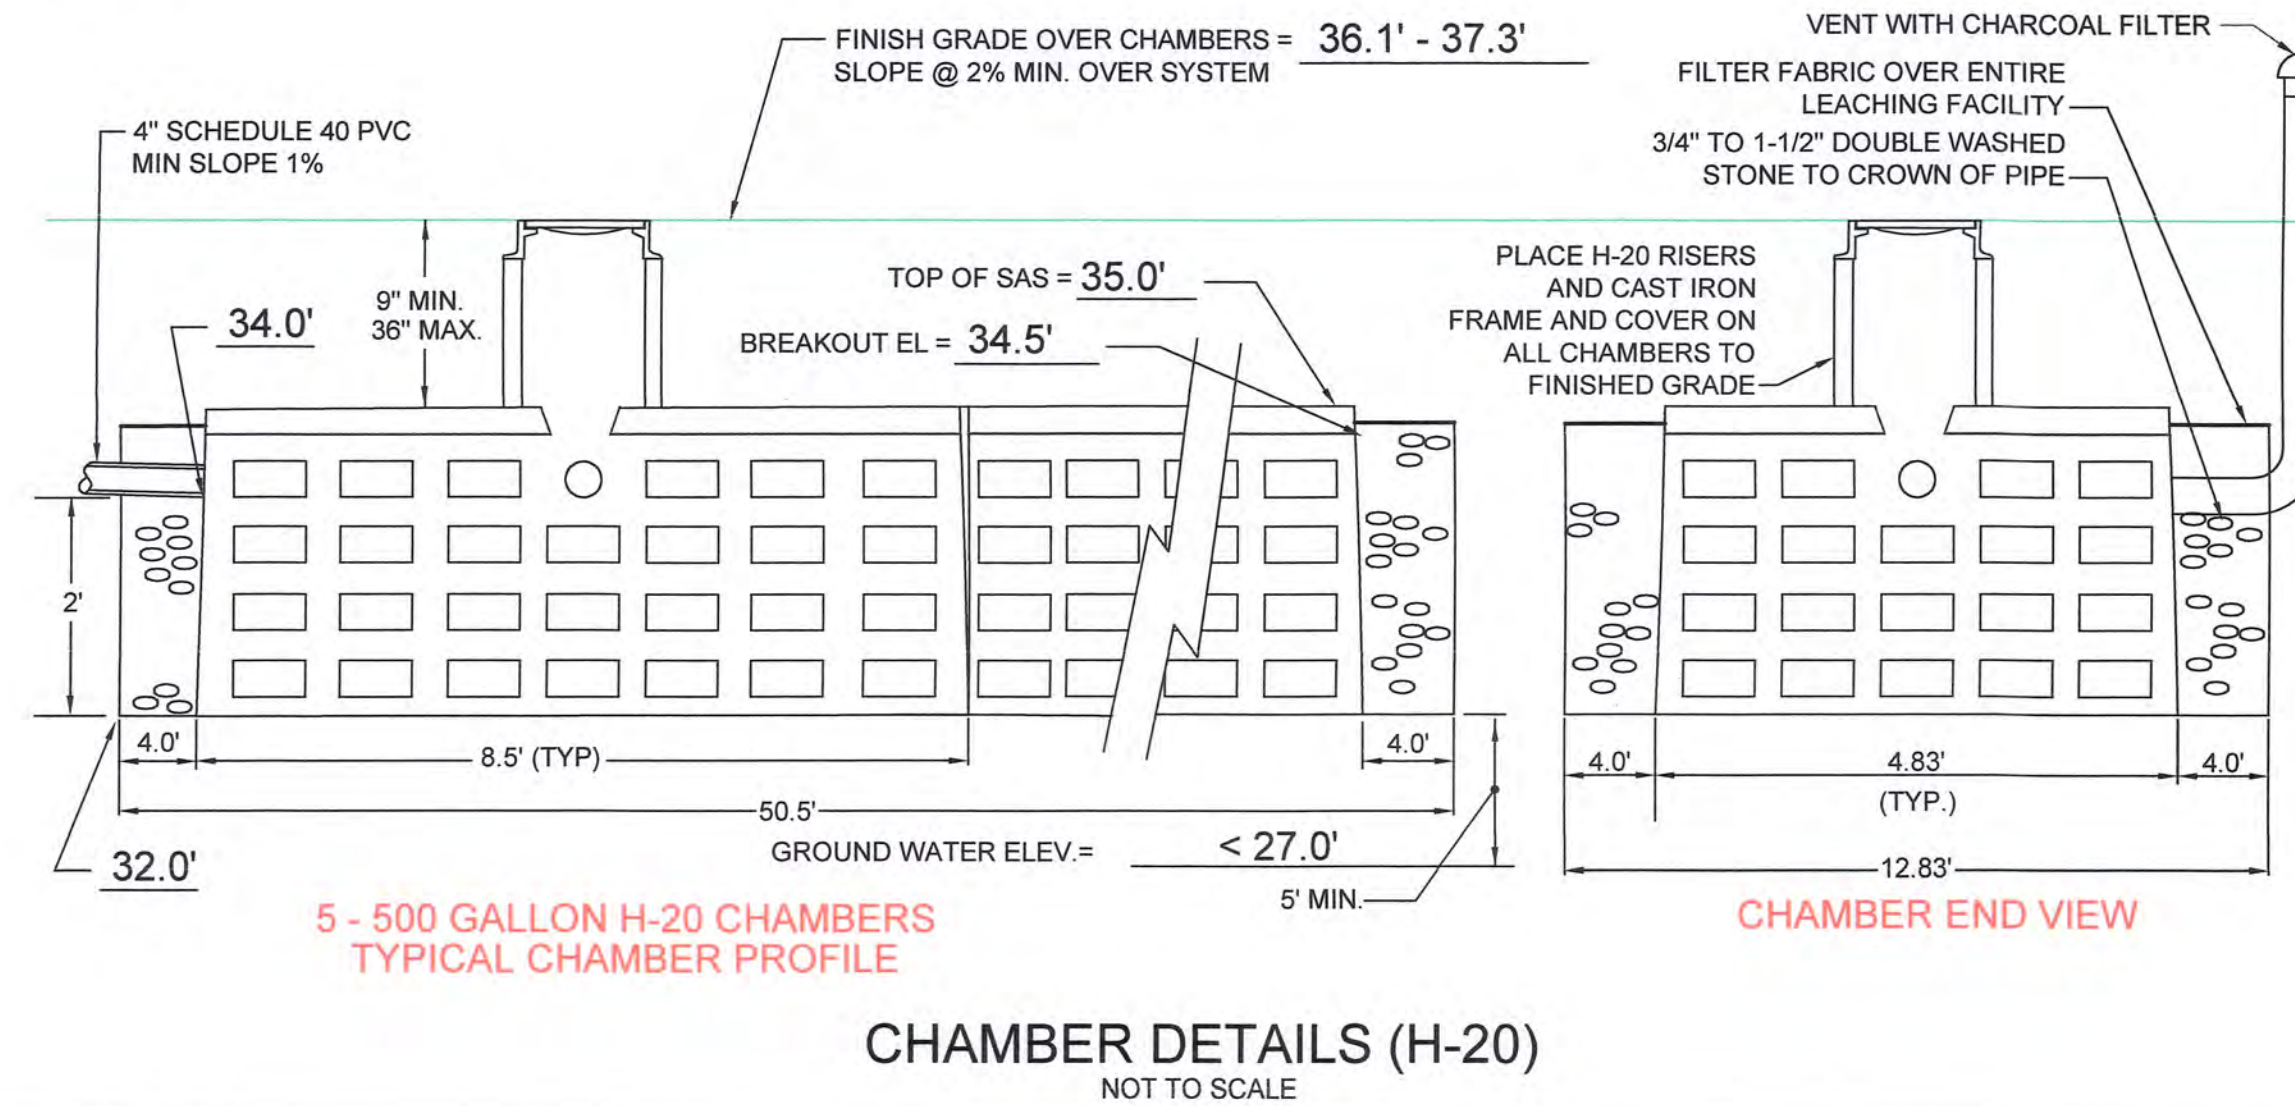 FINISH GRADE OVER CHAMBERS = 36.1' - 37.3'
SLOPE @ 2% MIN. OVER SYSTEM
VENT WITH CHARCOAL FILTER
FILTER FABRIC OVER ENTIRE
LEACHING FACILITY
3/4" TO 1-1/2" DOUBLE WASHED
STONE TO CROWN OF PIPE
4" SCHEDULE 40 PVC
MIN SLOPE 1%
9" MIN.
36" MAX.
34.0'
TOP OF SAS = 35.0'
BREAKOUT EL = 34.5'
PLACE H-20 RISERS
AND CAST IRON
FRAME AND COVER ON
ALL CHAMBERS TO
FINISHED GRADE
2'
4.0'
8.5' (TYP)
4.0'
50.5'
32.0'
GROUND WATER ELEV.= < 27.0'
5' MIN.
4.0'
4.83'
(TYP.)
4.0'
12.83'
5 - 500 GALLON H-20 CHAMBERS
TYPICAL CHAMBER PROFILE
CHAMBER END VIEW
CHAMBER DETAILS (H-20)
NOT TO SCALE